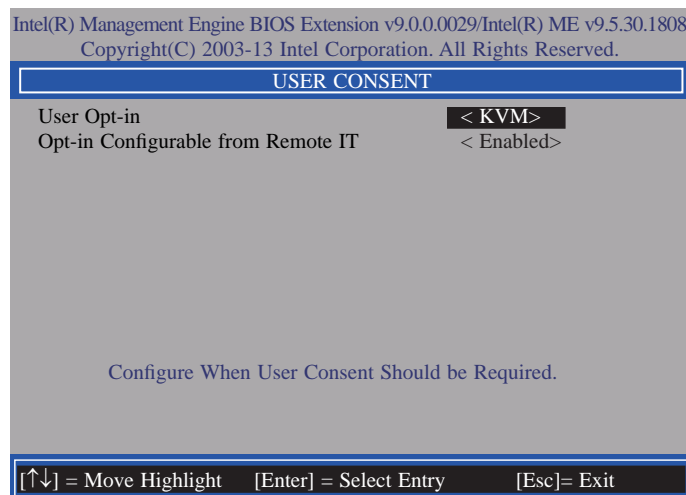 Intel(R) Management Engine BIOS Extension v9.0.0.0029/Intel(R) ME v9.5.30.1808
Copyright(C) 2003-13 Intel Corporation. All Rights Reserved.
USER CONSENT
User Opt-in < KVM>
Opt-in Configurable from Remote IT < Enabled>
Configure When User Consent Should be Required.
[↑↓] = Move Highlight [Enter] = Select Entry [Esc]= Exit